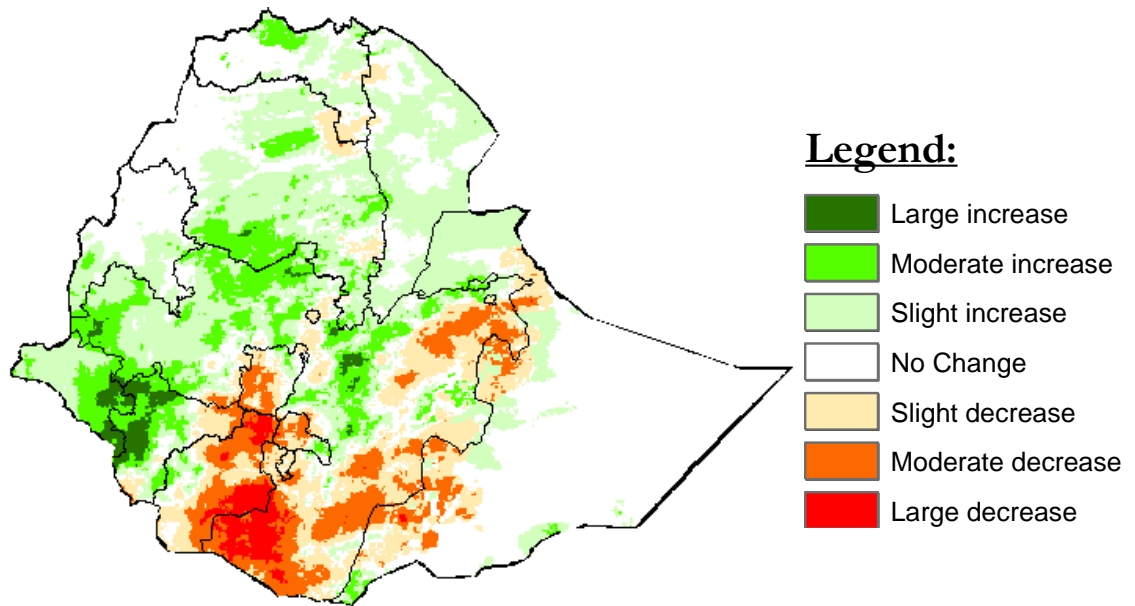 Legend:
Large increase
Moderate increase
Slight increase
No Change
Slight decrease
Moderate decrease
Large decrease